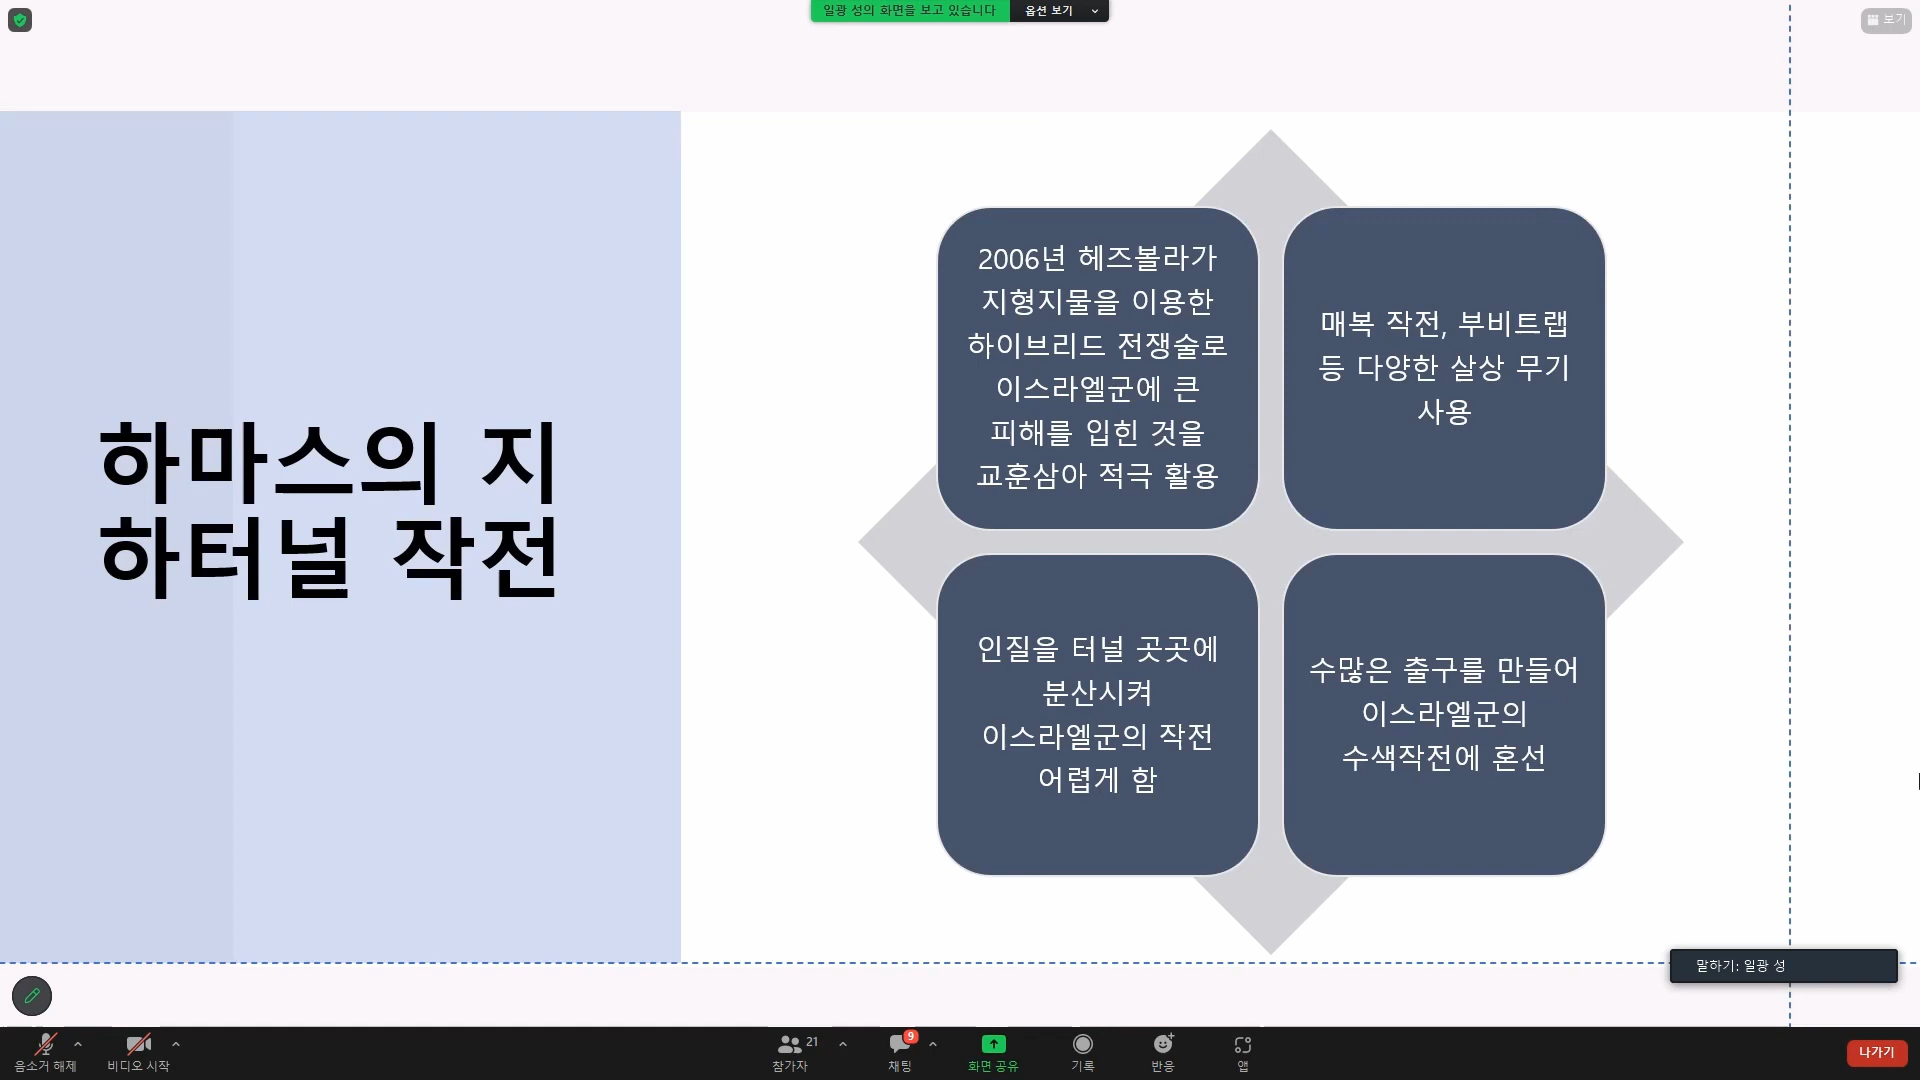 일광 성의 화면을 보고 있습니다
옵션 보기
보기
하마스의 지
하터널 작전
2006년 헤즈볼라가
지형지물을 이용한
하이브리드 전쟁술로
이스라엘군에 큰
피해를 입힌 것을
교훈삼아 적극 활용
매복 작전, 부비트랩
등 다양한 살상 무기
사용
인질을 터널 곳곳에
분산시켜
이스라엘군의 작전
어렵게 함
수많은 출구를 만들어
이스라엘군의
수색작전에 혼선
말하기: 일광 성
음소거 해제
비디오 시작
21
참가자
9
채팅
화면 공유
기록
반응
앱
나가기